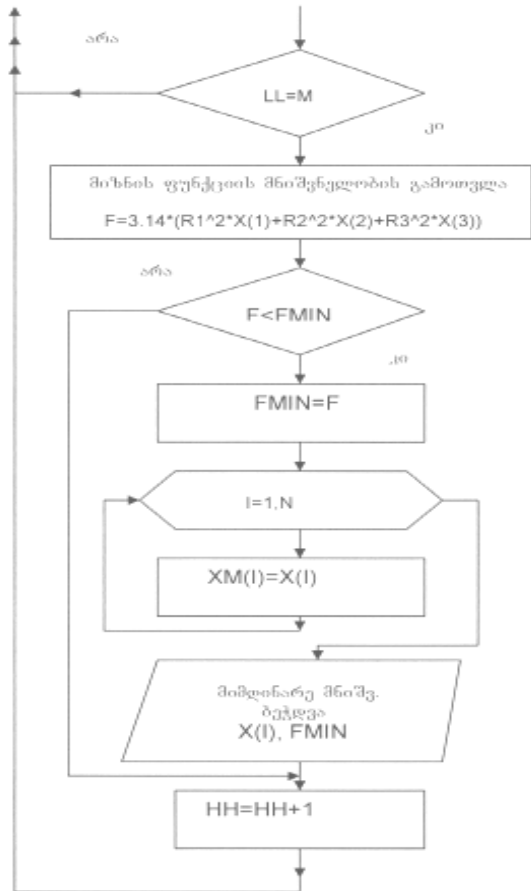 არა
LL=M
კი
მიზნის ფუნქციის მნიშვნელობის გამოთვლა
F=3.14*(R1^2*X(1)+R2^2*X(2)+R3^2*X(3))
არა
F<FMIN
კი
FMIN=F
I=1,N
XM(I)=X(I)
მიმდინარე მნიშვ.
ბეჭდვა
X(I), FMIN
HH=HH+1